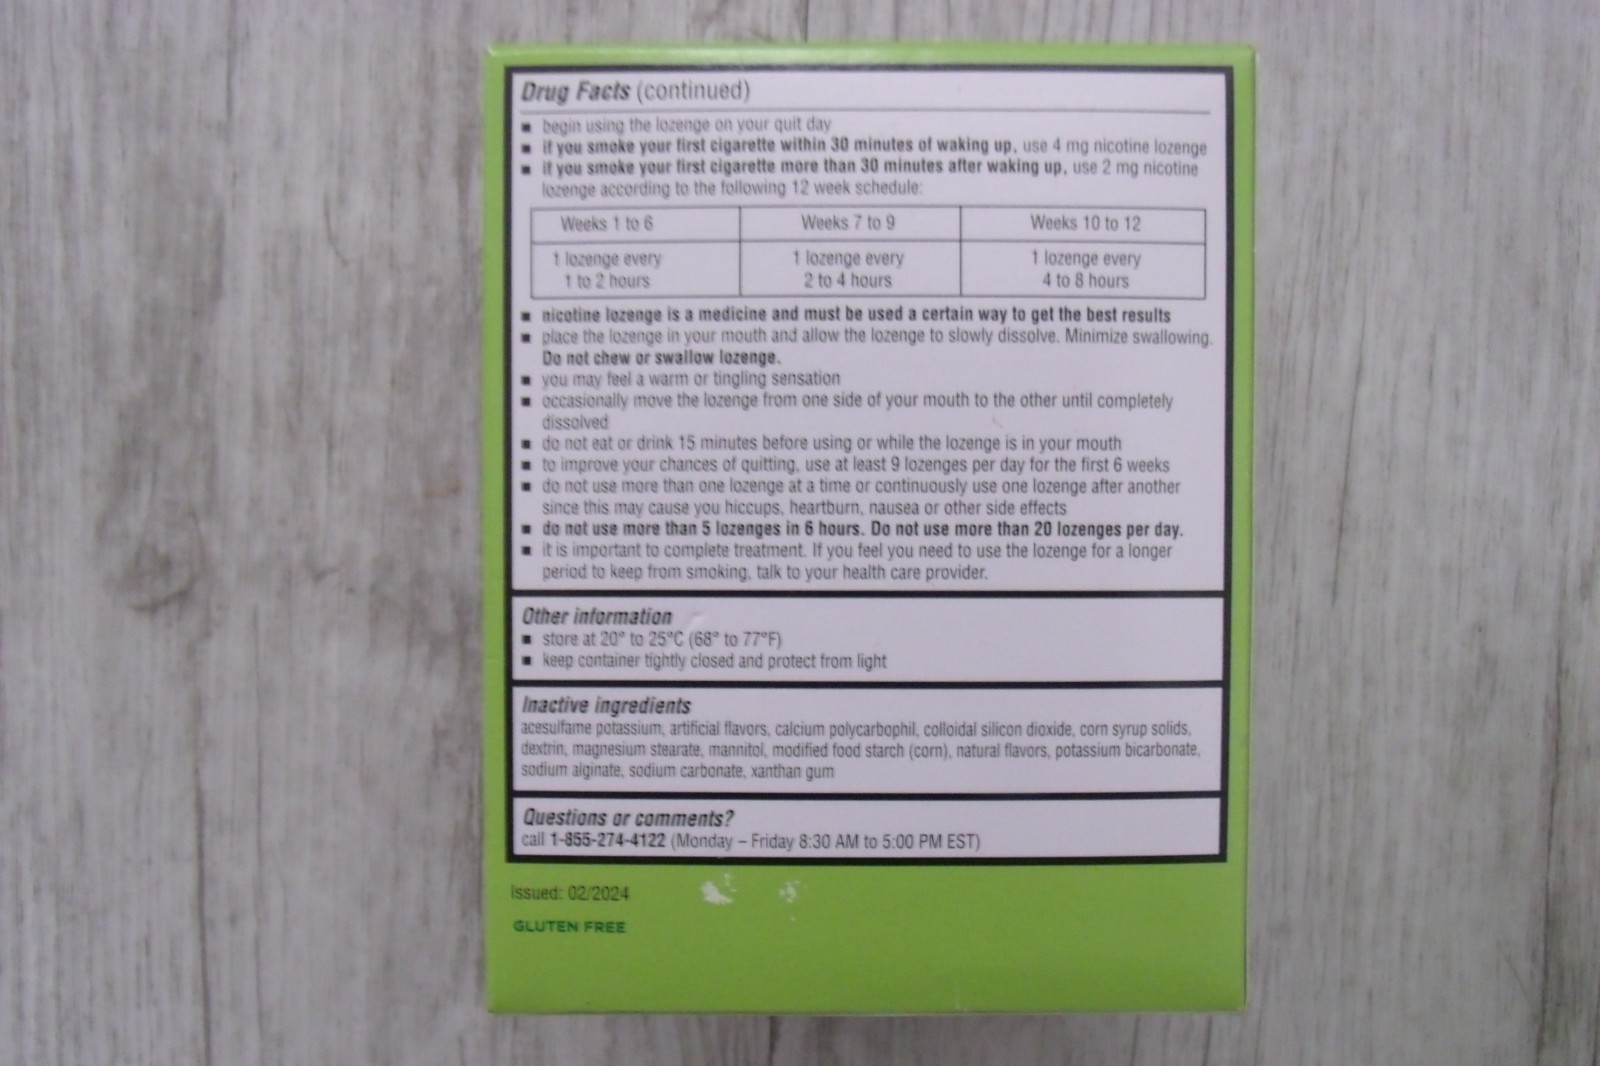 Drug Facts (continued)
■ begin using the lozenge on your quit day
■ if you smoke your first cigarette within 30 minutes of waking up, use 4 mg nicotine lozenge
■ if you smoke your first cigarette more than 30 minutes after waking up, use 2 mg nicotine
lozenge according to the following 12 week schedule:
Weeks 1 to 6 Weeks 7 to 9 Weeks 10 to 12
1 lozenge every 1 lozenge every 1 lozenge every
1 to 2 hours 2 to 4 hours 4 to 8 hours
■ nicotine lozenge is a medicine and must be used a certain way to get the best results
■ place the lozenge in your mouth and allow the lozenge to slowly dissolve. Minimize swallowing.
Do not chew or swallow lozenge.
■ you may feel a warm or tingling sensation
■ occasionally move the lozenge from one side of your mouth to the other until completely
dissolved
■ do not eat or drink 15 minutes before using or while the lozenge is in your mouth
■ to improve your chances of quitting, use at least 9 lozenges per day for the first 6 weeks
■ do not use more than one lozenge at a time or continuously use one lozenge after another
since this may cause you hiccups, heartburn, nausea or other side effects
■ do not use more than 5 lozenges in 6 hours. Do not use more than 20 lozenges per day.
■ it is important to complete treatment. If you feel you need to use the lozenge for a longer
period to keep from smoking, talk to your health care provider.
Other information
■ store at 20° to 25°C (68° to 77°F)
■ keep container tightly closed and protect from light
Inactive ingredients
acesulfame potassium, artificial flavors, calcium polycarbophil, colloidal silicon dioxide, corn syrup solids,
dextrin, magnesium stearate, mannitol, modified food starch (corn), natural flavors, potassium bicarbonate,
sodium alginate, sodium carbonate, xanthan gum
Questions or comments?
call 1-855-274-4122 (Monday – Friday 8:30 AM to 5:00 PM EST)
Issued: 02/2024
GLUTEN FREE